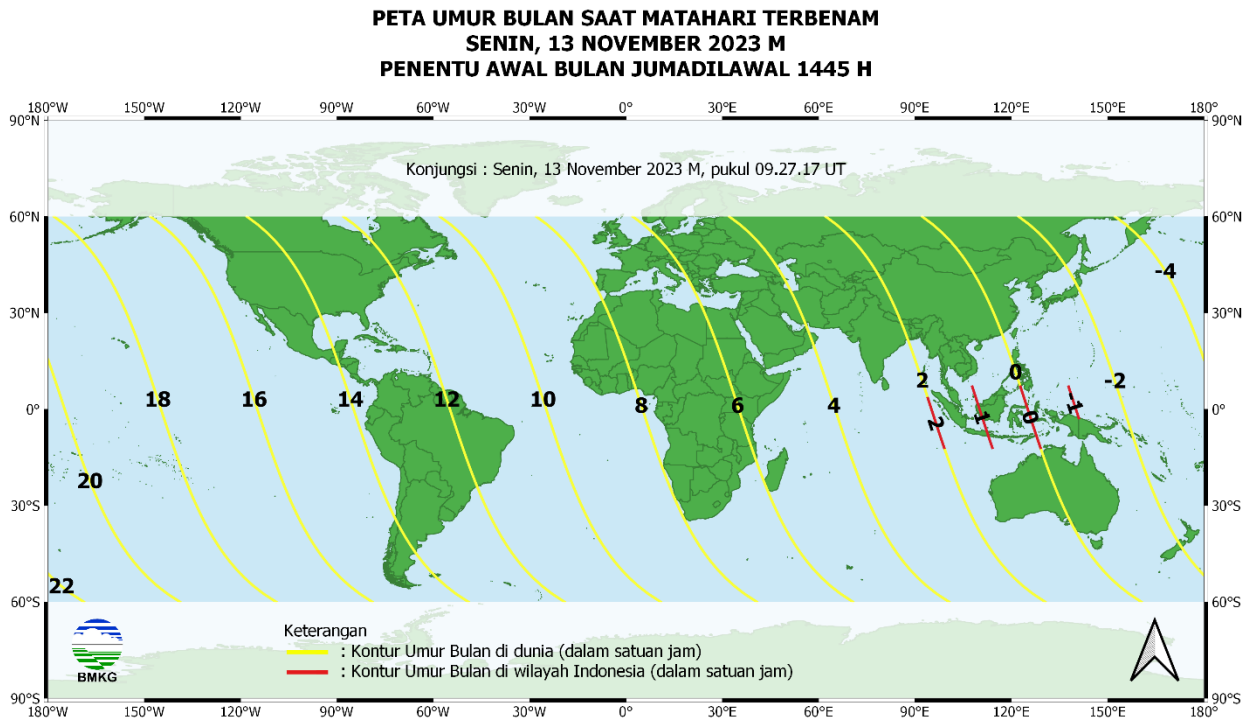 PETA UMUR BULAN SAAT MATAHARI TERBENAM
SENIN, 13 NOVEMBER 2023 M
PENENTU AWAL BULAN JUMADILAWAL 1445 H
180°W 150°W 120°W 90°W 60°W 30°W 0° 30°E 60°E 90°E 120°E 150°E 180°
90°N 90°N
Konjungsi : Senin, 13 November 2023 M, pukul 09.27.17 UT
60°N 60°N
-4
30°N 30°N
2 0 -2
0° 18 16 14 12 10 8 6 4 2 1 0 -1 0°
20
30°S 30°S
22
60°S 60°S
Keterangan
: Kontur Umur Bulan di dunia (dalam satuan jam)
: Kontur Umur Bulan di wilayah Indonesia (dalam satuan jam)
BMKG
90°S 90°S
180°W 150°W 120°W 90°W 60°W 30°W 0° 30°E 60°E 90°E 120°E 150°E 180°